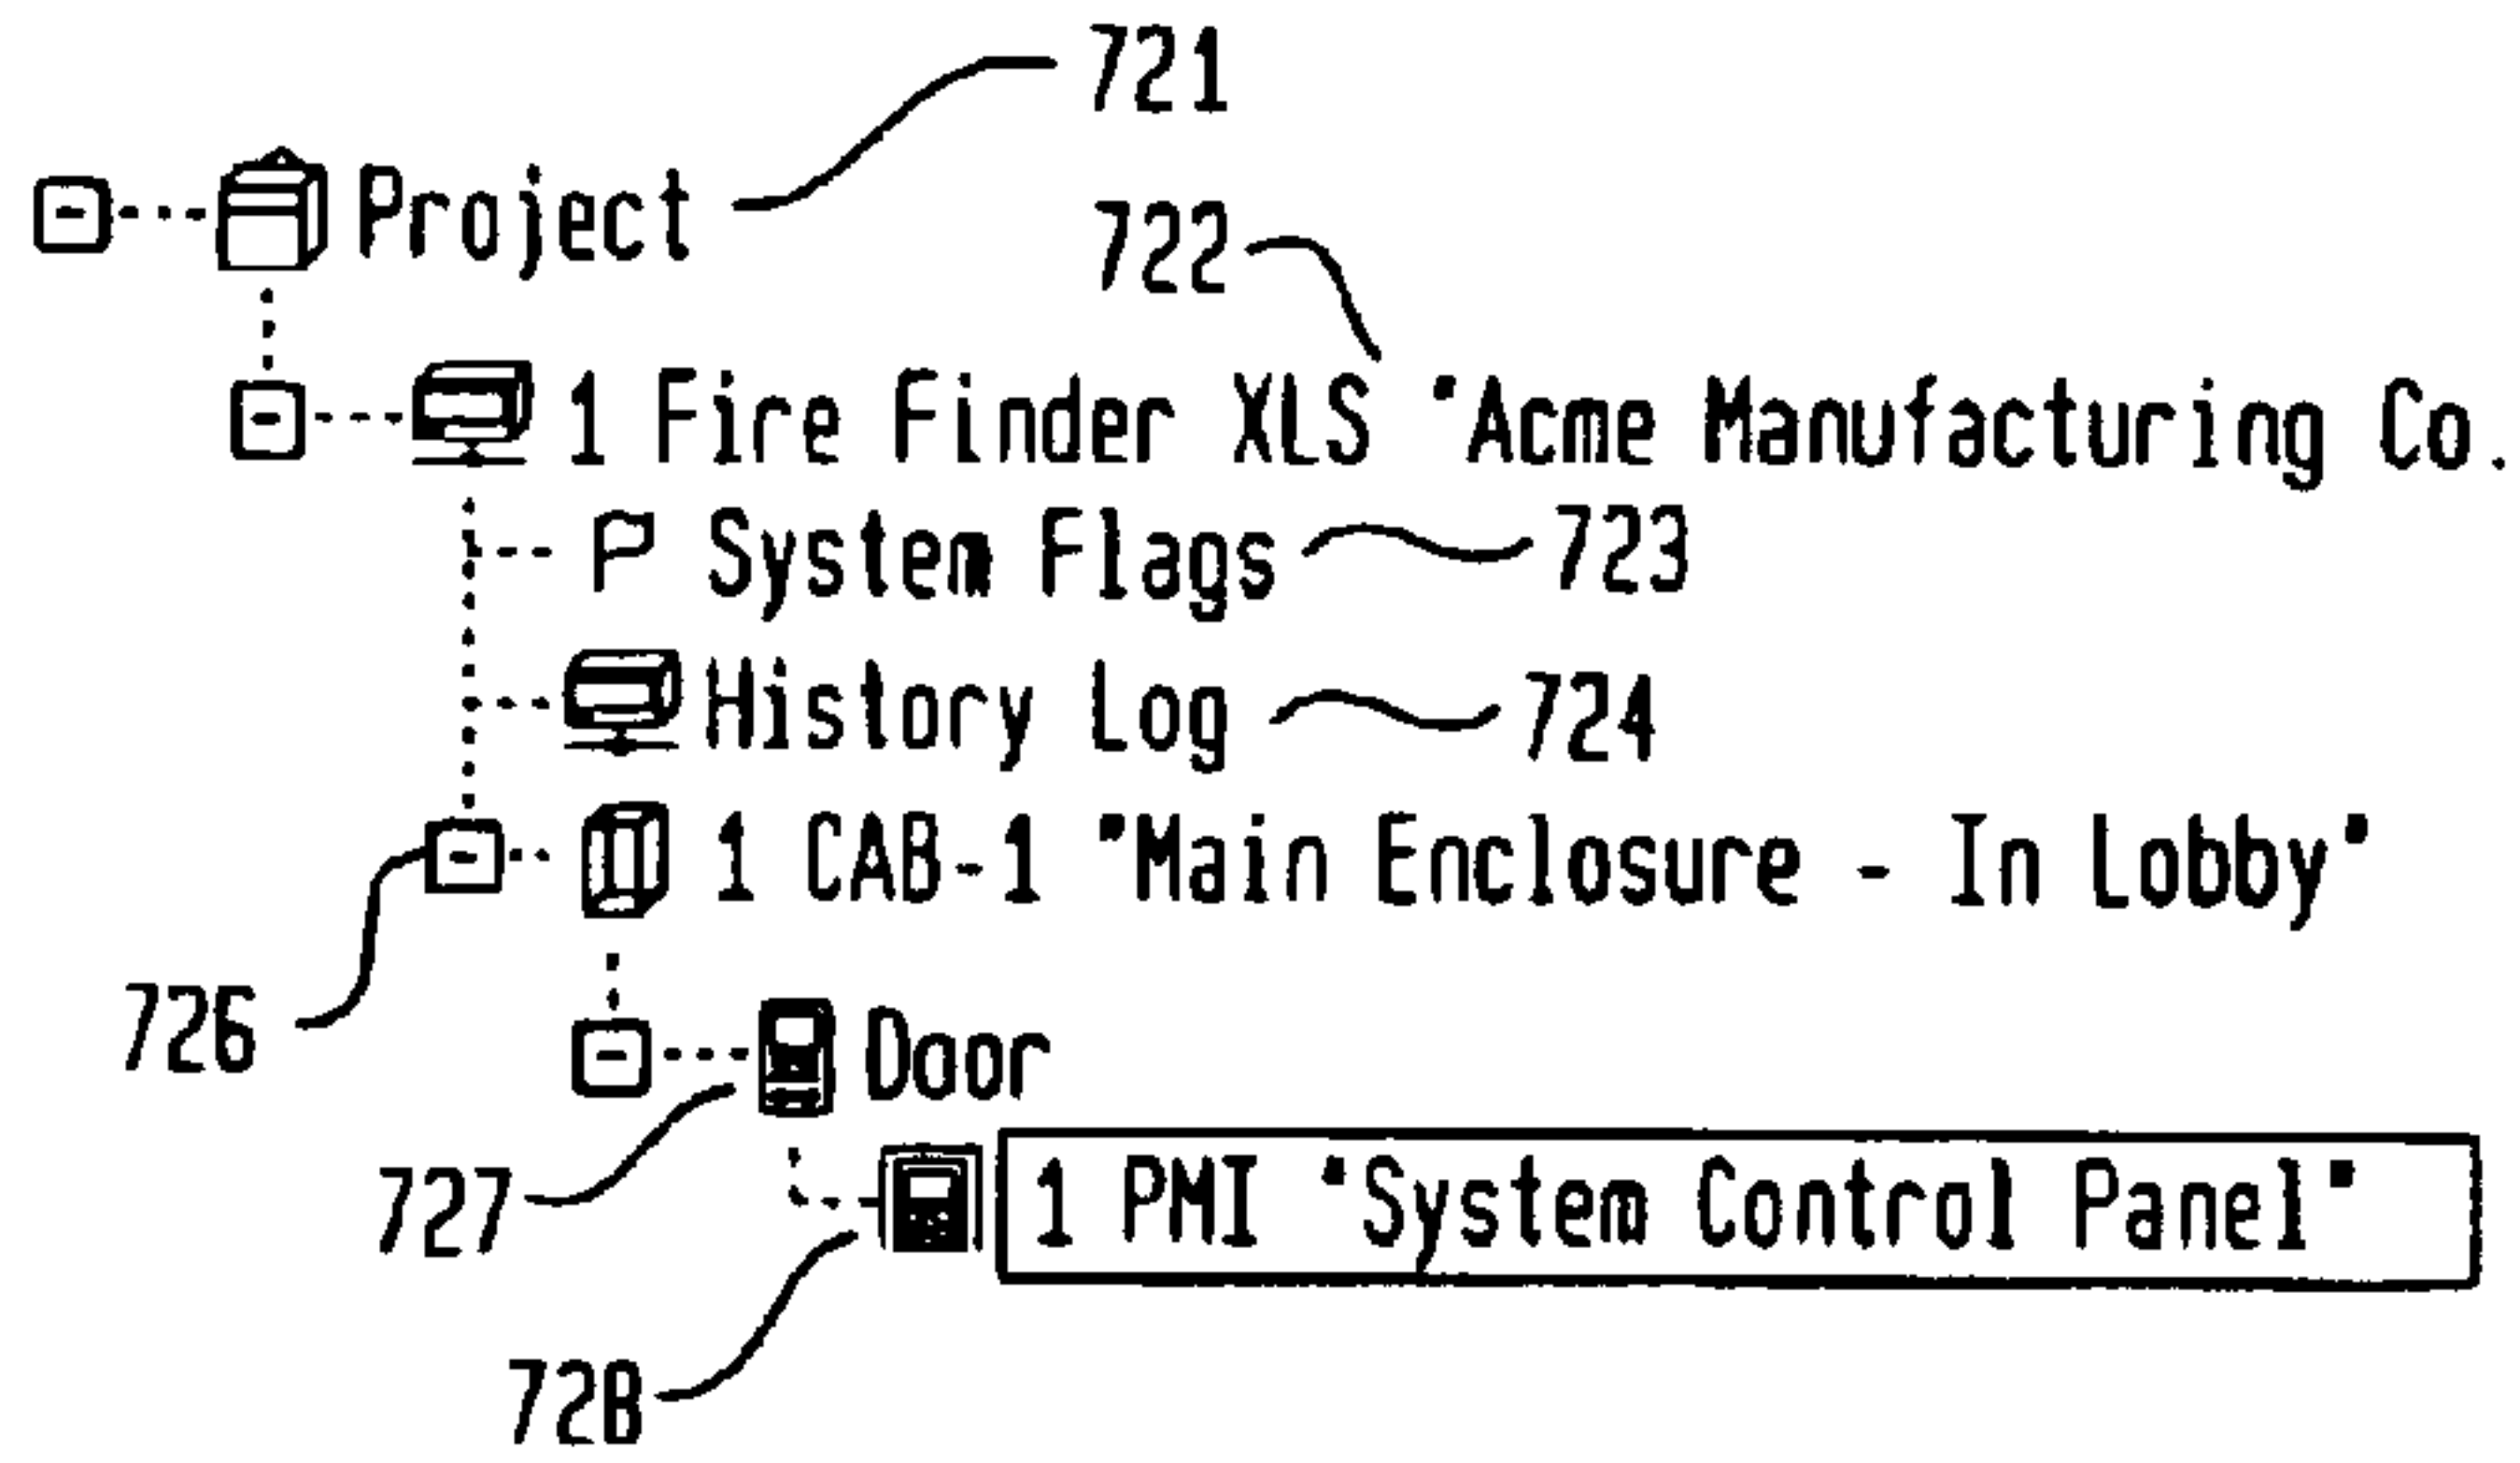 721
Project
722
1 Fire Finder XLS "Acme Manufacturing Co.
P System Flags 723
History Log 724
1 CAB-1 "Main Enclosure - In Lobby"
726
Door
727
1 PMI "System Control Panel"
728